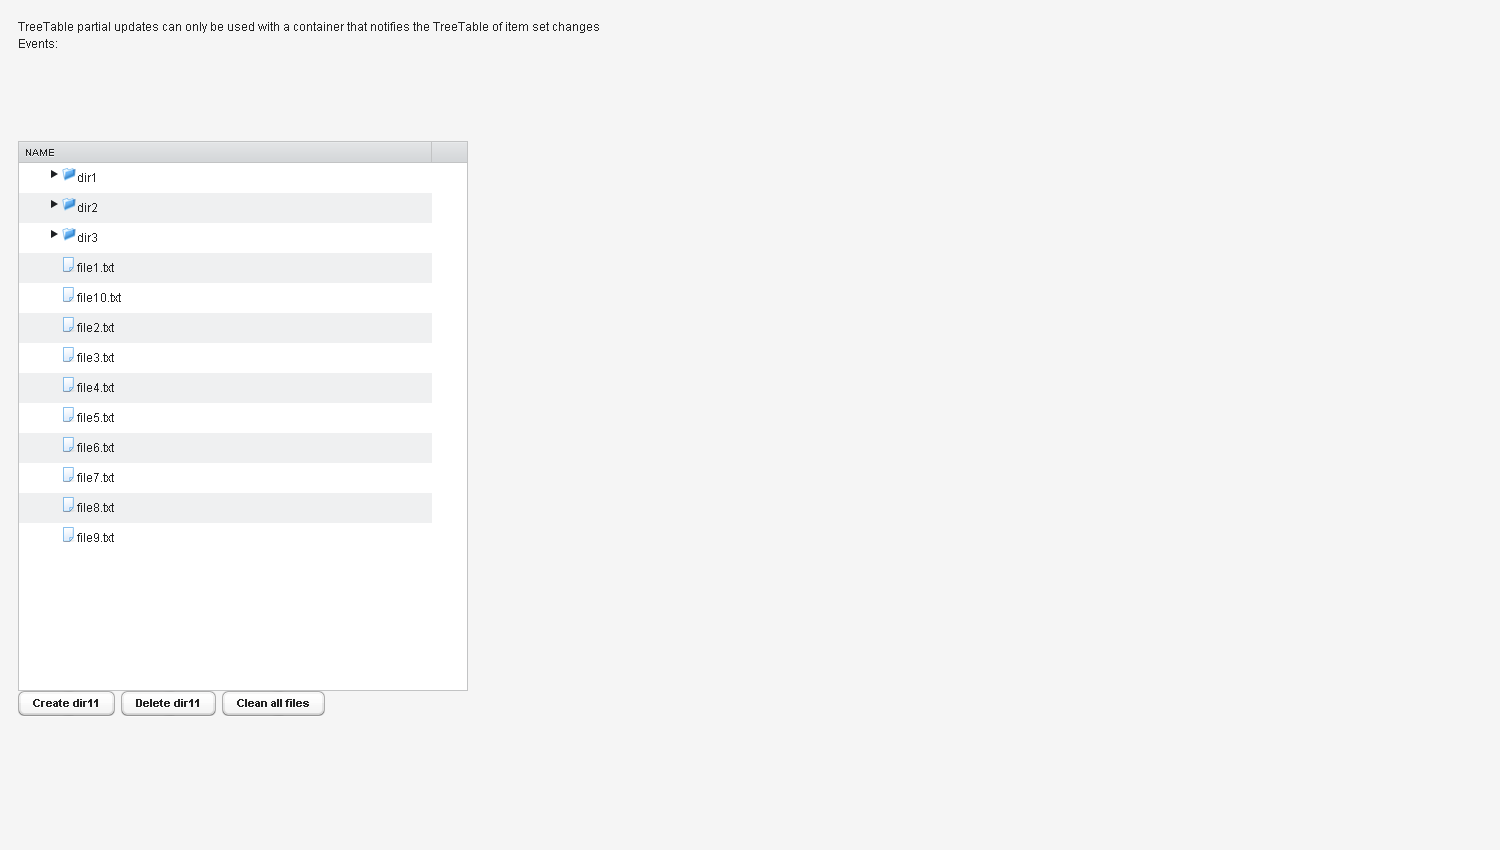 TreeTable partial updates can only be used with a container that notifies the TreeTable of item set changes
Events:
NAME
dir1
dir2
dir3
file1.txt
file10.txt
file2.txt
file3.txt
file4.txt
file5.txt
file6.txt
file7.txt
file8.txt
file9.txt
Create dir11 Delete dir11 Clean all files